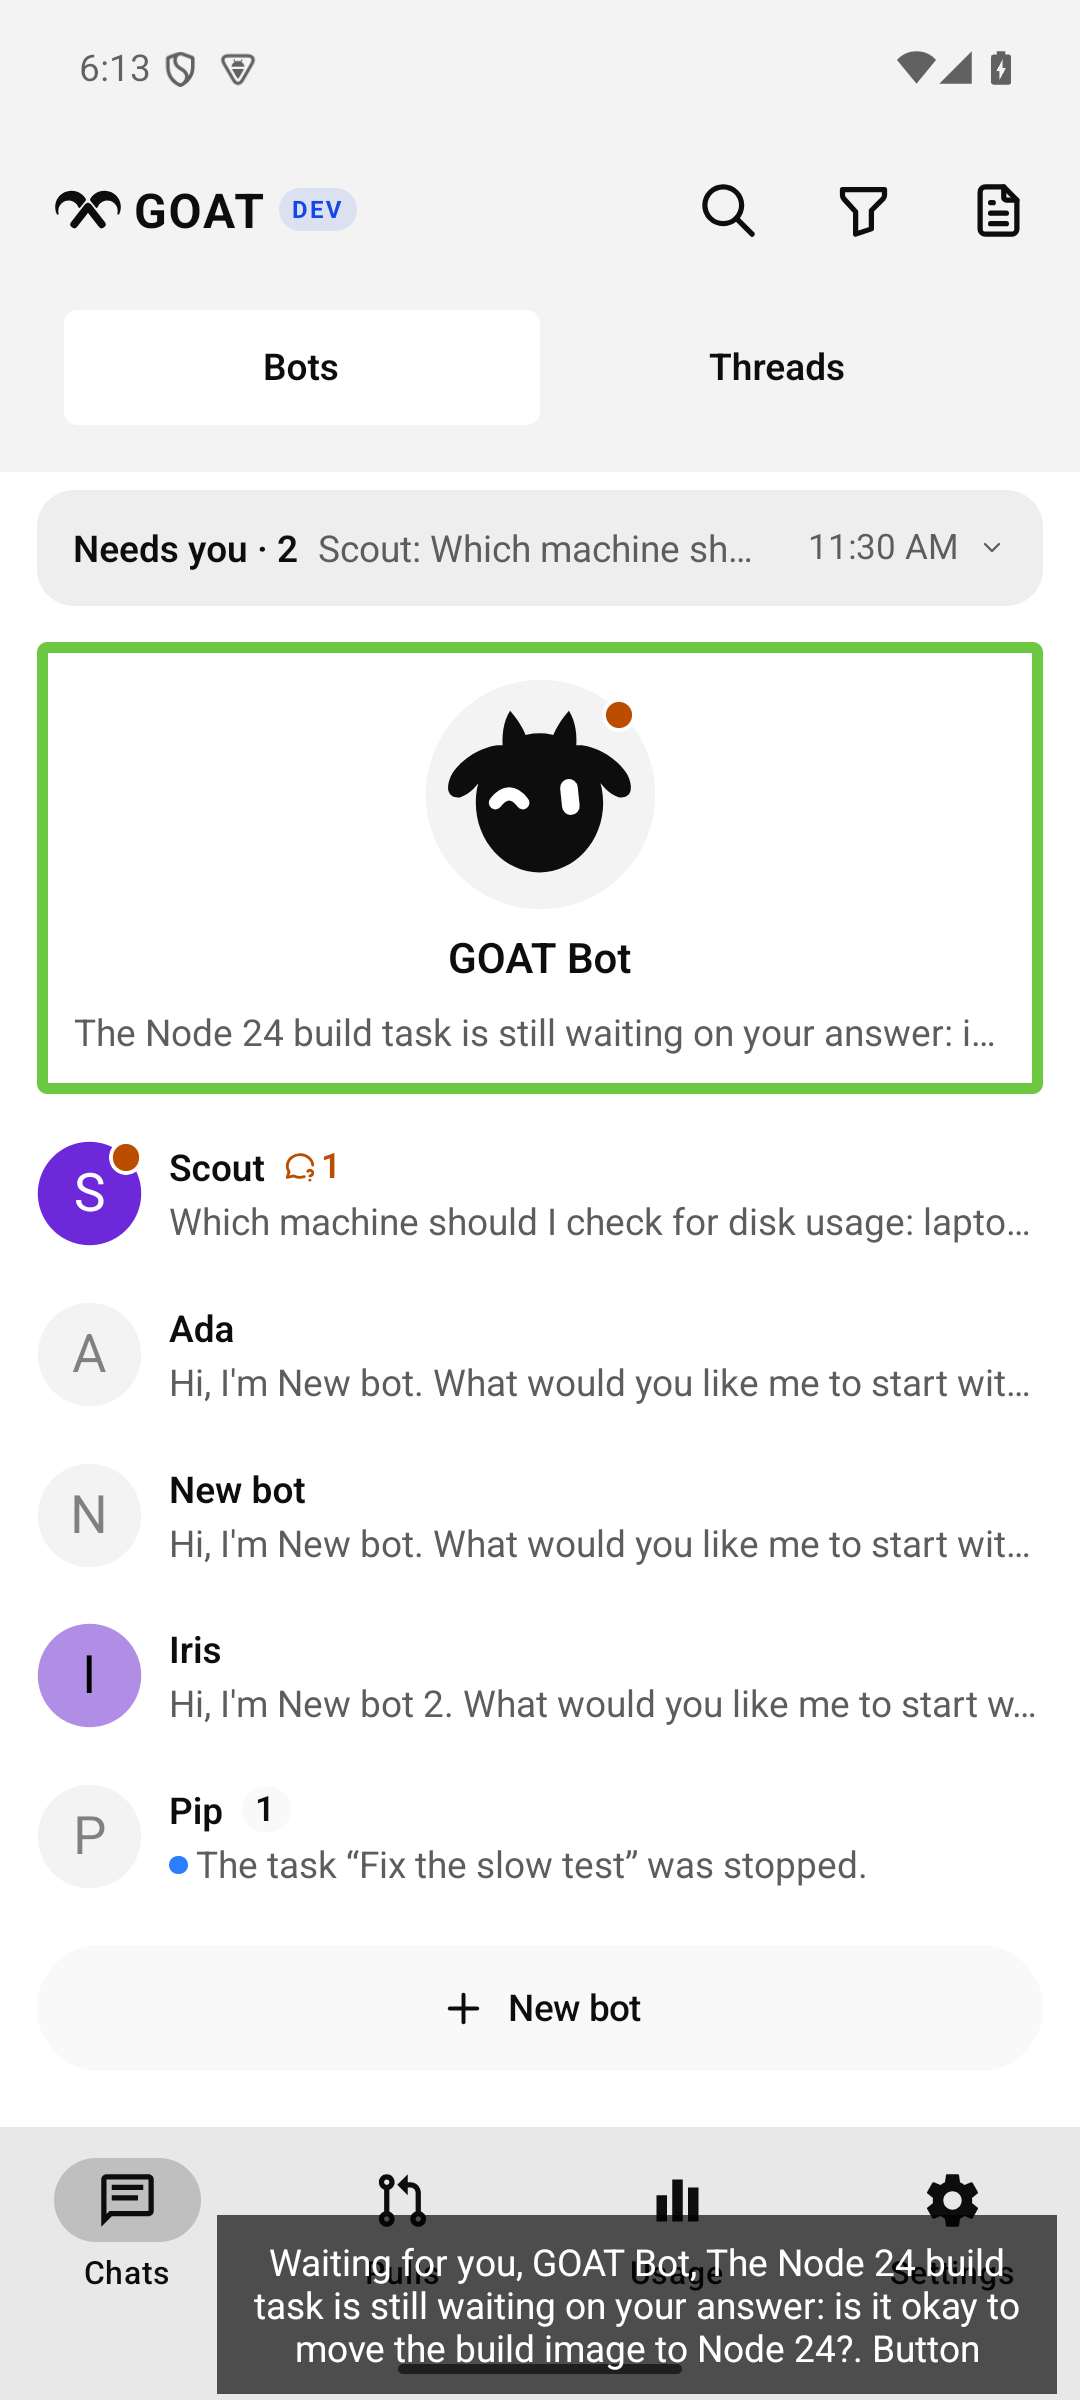 6:13
GOAT DEV
Bots
Threads
Needs you · 2 Scout: Which machine sh... 11:30 AM
GOAT Bot
The Node 24 build task is still waiting on your answer: i...
S
Scout 1
Which machine should I check for disk usage: lapto...
A
Ada
Hi, I'm New bot. What would you like me to start wit...
N
New bot
Hi, I'm New bot. What would you like me to start wit...
I
Iris
Hi, I'm New bot 2. What would you like me to start w...
P
Pip 1
The task “Fix the slow test” was stopped.
+ New bot
Chats
Pulls
Usage
Settings
Waiting for you, GOAT Bot, The Node 24 build
task is still waiting on your answer: is it okay to
move the build image to Node 24?. Button